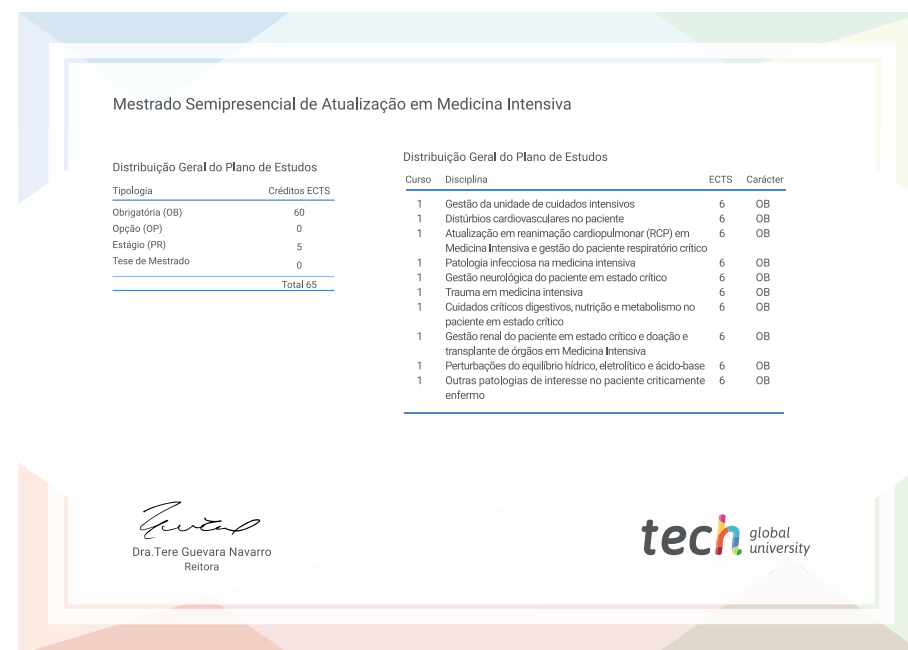 Mestrado Semipresencial de Atualização em Medicina Intensiva
Distribuição Geral do Plano de Estudos
Tipologia Créditos ECTS
Obrigatória (OB) 60
Opção (OP) 0
Estágio (PR) 5
Tese de Mestrado 0
Total 65
Distribuição Geral do Plano de Estudos
Curso Disciplina ECTS Carácter
1 Gestão da unidade de cuidados intensivos 6 OB
1 Distúrbios cardiovasculares no paciente 6 OB
1 Atualização em reanimação cardiopulmonar (RCP) em 6 OB
Medicina Intensiva e gestão do paciente respiratório crítico
1 Patologia infecciosa na medicina intensiva 6 OB
1 Gestão neurológica do paciente em estado crítico 6 OB
1 Trauma em medicina intensiva 6 OB
1 Cuidados críticos digestivos, nutrição e metabolismo no 6 OB
paciente em estado crítico
1 Gestão renal do paciente em estado crítico e doação e 6 OB
transplante de órgãos em Medicina Intensiva
1 Perturbações do equilíbrio hídrico, eletrolítico e ácido-base 6 OB
1 Outras patologias de interesse no paciente criticamente 6 OB
enfermo
Dra.Tere Guevara Navarro
Reitora
tech global
university